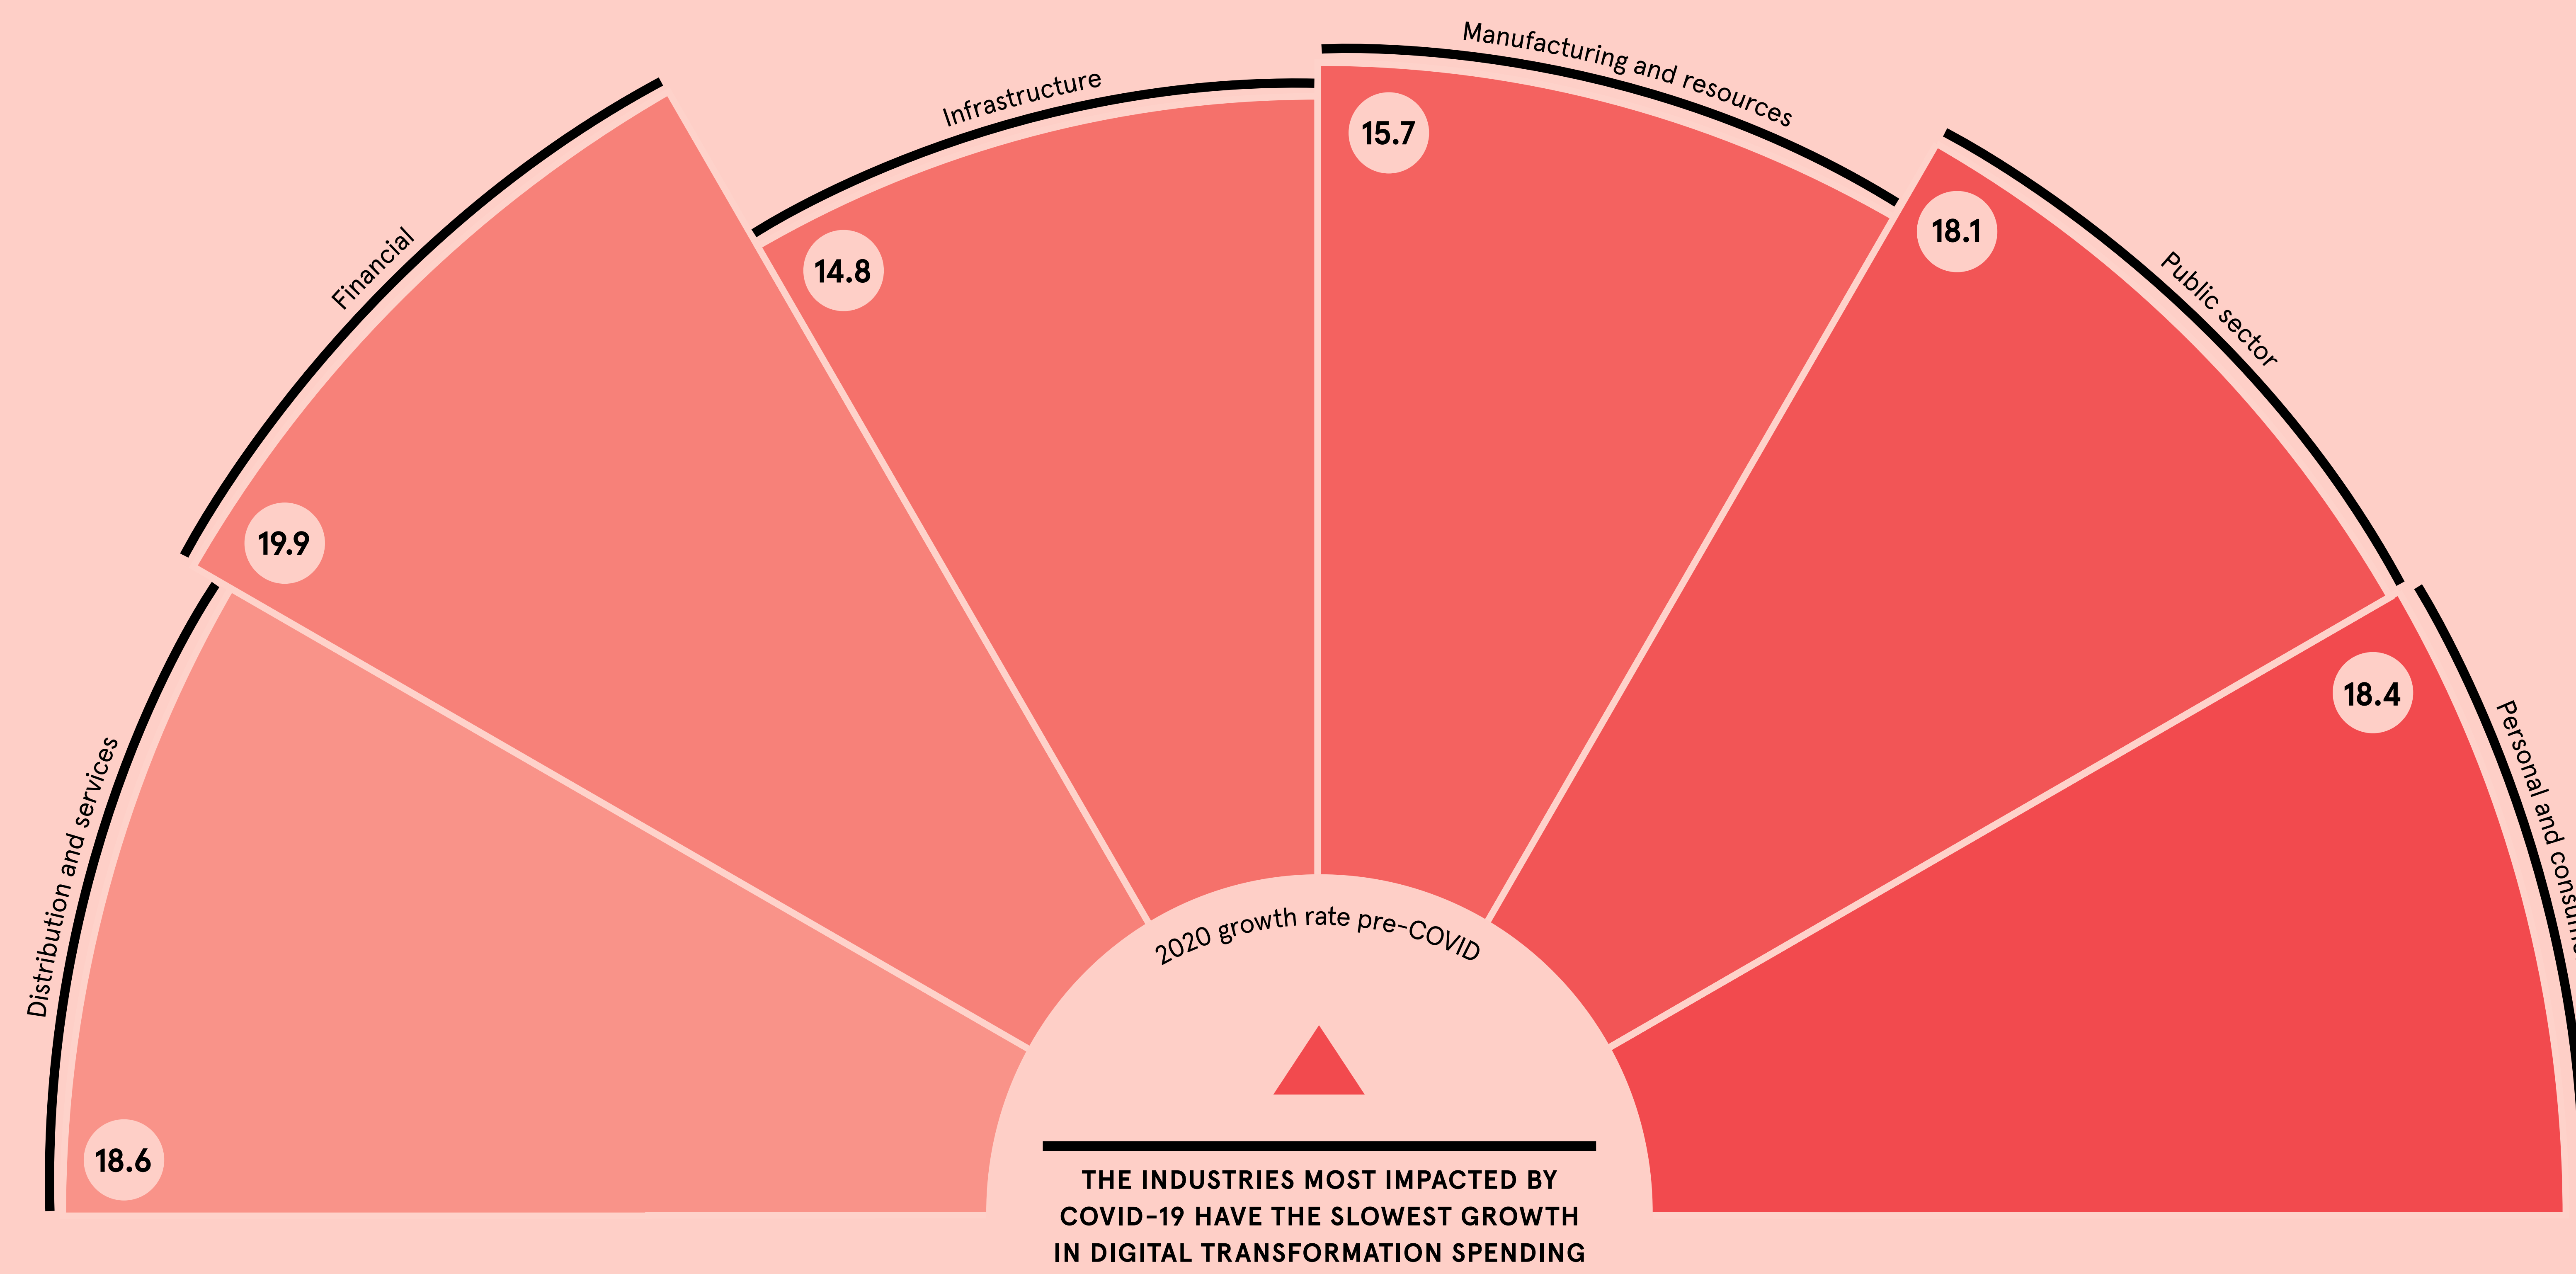 Manufacturing and resources
Infrastructure
15.7
18.1
Financial
14.8
Public sector
19.9
18.4
Distribution and services
Personal and
2020 growth rate pre-COVID
18.6
THE INDUSTRIES MOST IMPACTED BY
COVID-19 HAVE THE SLOWEST GROWTH
IN DIGITAL TRANSFORMATION SPENDING